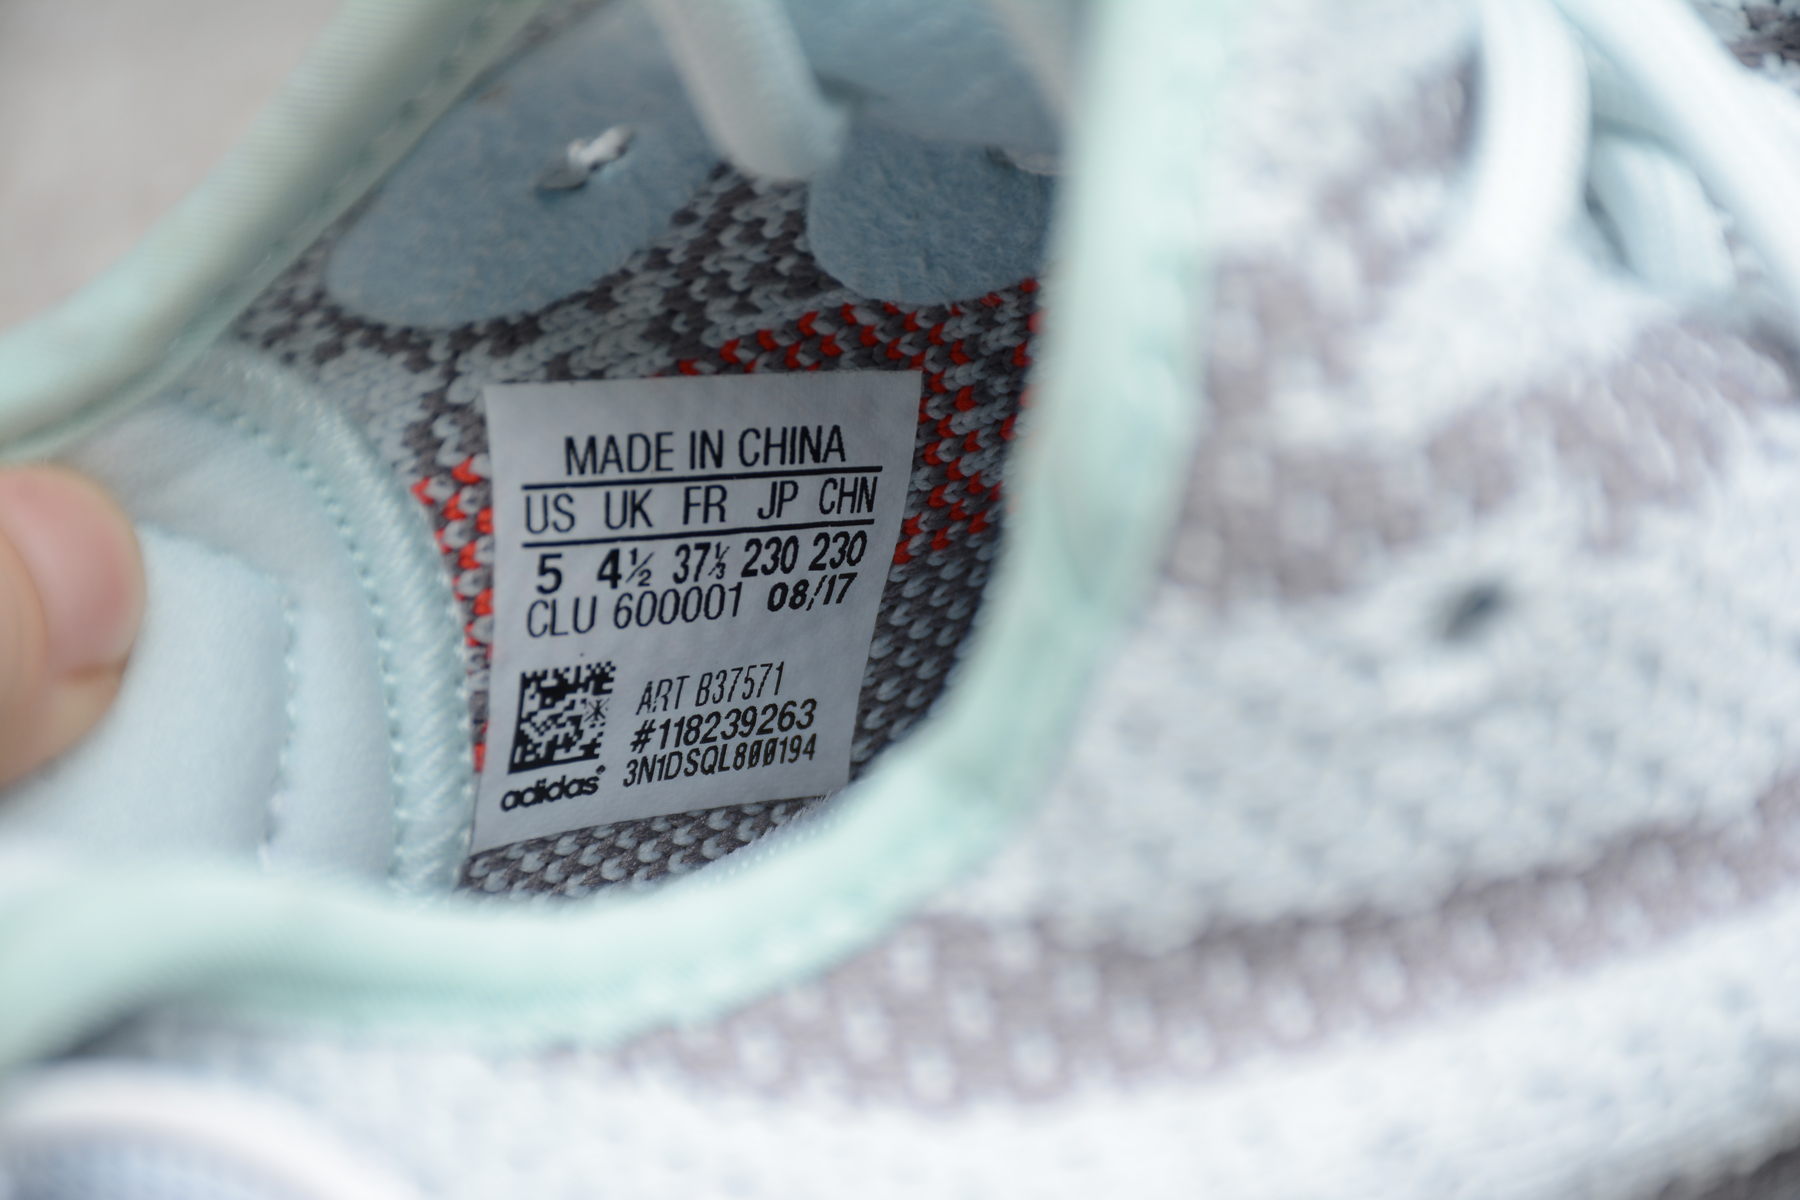 MADE IN CHINA
US UK FR JP CHN
5 4½ 37⅓ 230 230
CLU 600001 08/17
ART B37571
#118239263
3N1DSQL800194
adidas®